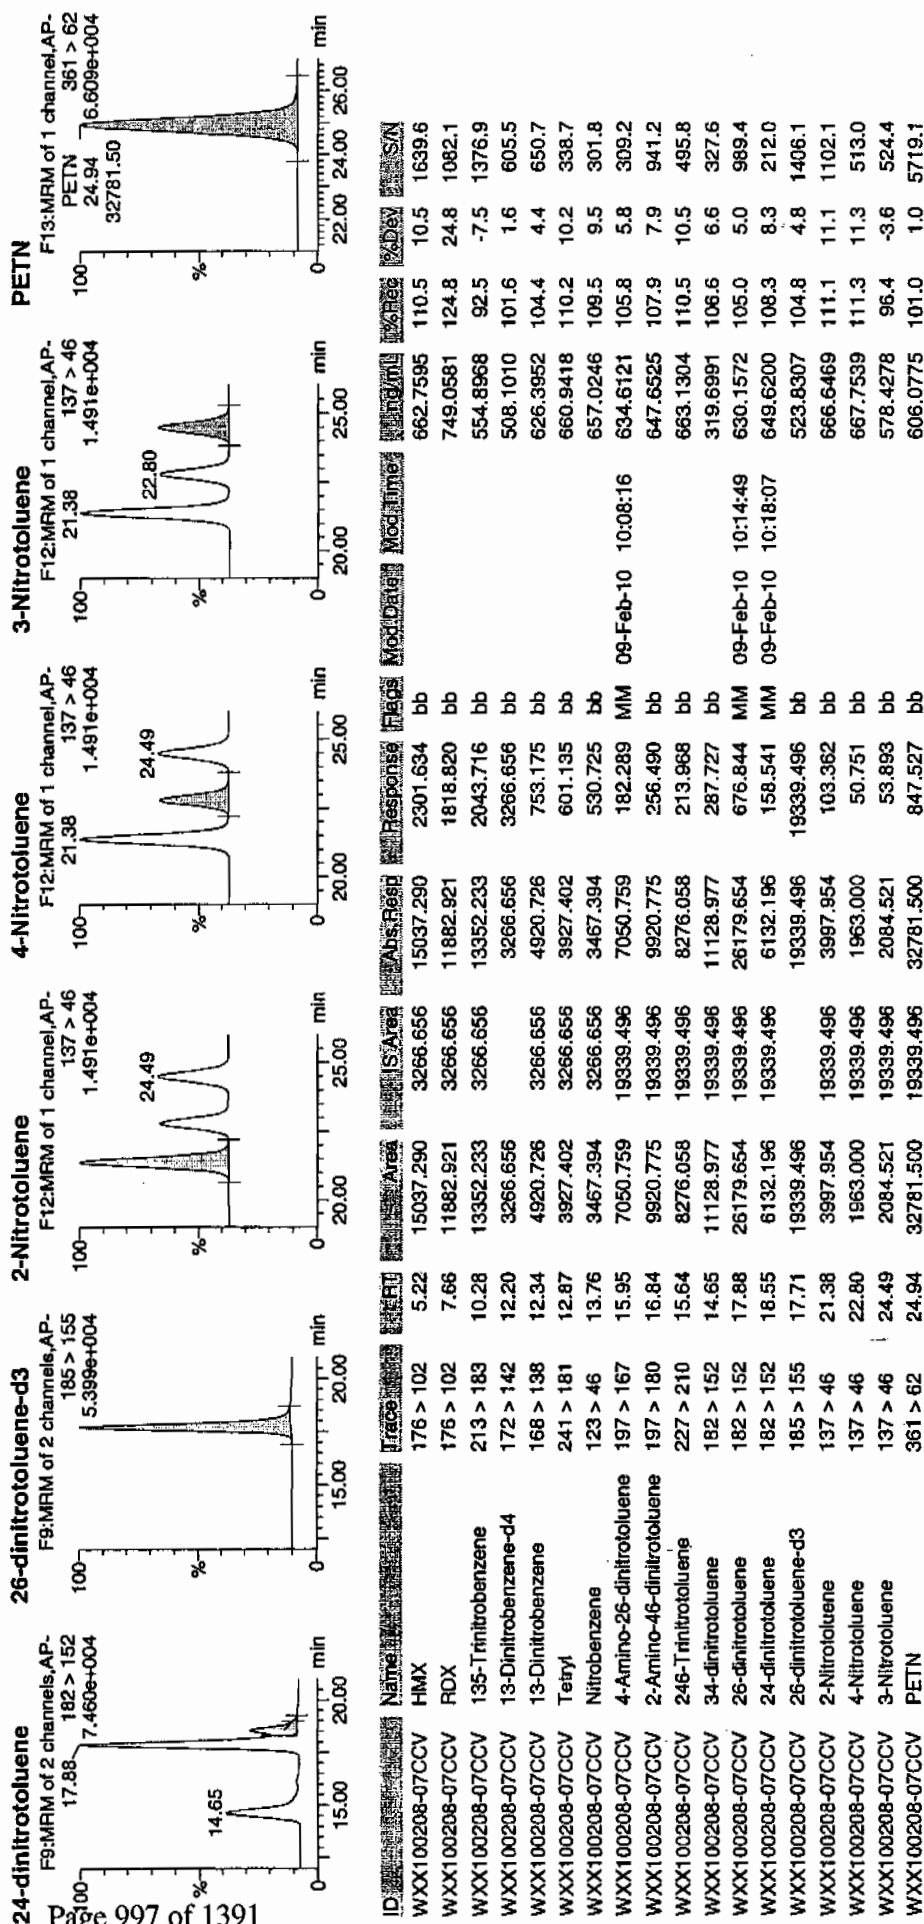 24-dinitrotoluene
F9:MRM of 2 channels,AP-
182 > 152
7.460e+004
17.88
14.65
100
%
0
15.00 20.00 min
26-dinitrotoluene-d3
F9:MRM of 2 channels,AP-
185 > 155
5.399e+004
100
%
0
15.00 20.00 min
2-Nitrotoluene
F12:MRM of 1 channel,AP-
137 > 46
1.491e+004
24.49
100
%
0
20.00 25.00 min
4-Nitrotoluene
F12:MRM of 1 channel,AP-
21.38 137 > 46
1.491e+004
24.49
100
%
0
20.00 25.00 min
3-Nitrotoluene
F12:MRM of 1 channel,AP-
21.38 137 > 46
1.491e+004
22.80
100
%
0
20.00 25.00 min
PETN
F13:MRM of 1 channel,AP-
PETN 361 > 62
24.94 6.609e+004
32781.50
100
%
0
22.00 24.00 26.00 min
ID Name Trace RT Area IS Area Abs.Resp Response Flags Mod.Date Mod.Time ng/mL %Rec %Dev S/N
WXX100208-07CCV HMX 176 > 102 5.22 15037.290 3266.656 15037.290 2301.634 bb 662.7595 110.5 10.5 1639.6
WXX100208-07CCV RDX 176 > 102 7.66 11882.921 3266.656 11882.921 1818.820 bb 749.0581 124.8 24.8 1082.1
WXX100208-07CCV 135-Trinitrobenzene 213 > 183 10.28 13352.233 3266.656 13352.233 2043.716 bb 554.8968 92.5 -7.5 1376.9
WXX100208-07CCV 13-Dinitrobenzene-d4 172 > 142 12.20 3266.656 3266.656 3266.656 bb 508.1010 101.6 1.6 605.5
WXX100208-07CCV 13-Dinitrobenzene 168 > 138 12.34 4920.726 3266.656 4920.726 753.175 bb 626.3952 104.4 4.4 650.7
WXX100208-07CCV Tetryl 241 > 181 12.87 3927.402 3266.656 3927.402 601.135 bb 660.9418 110.2 10.2 338.7
WXX100208-07CCV Nitrobenzene 123 > 46 13.76 3467.394 3266.656 3467.394 530.725 bb 657.0246 109.5 9.5 301.8
WXX100208-07CCV 4-Amino-26-dinitrotoluene 197 > 167 15.95 7050.759 19339.496 7050.759 182.289 MM 09-Feb-10 10:08:16 634.6121 105.8 5.8 309.2
WXX100208-07CCV 2-Amino-46-dinitrotoluene 197 > 180 16.84 9920.775 19339.496 9920.775 256.490 bb 647.6525 107.9 7.9 941.2
WXX100208-07CCV 246-Trinitrotoluene 227 > 210 15.64 8276.058 19339.496 8276.058 213.968 bb 663.1304 110.5 10.5 495.8
WXX100208-07CCV 34-dinitrotoluene 182 > 152 14.65 11128.977 19339.496 11128.977 287.727 bb 319.6991 106.6 6.6 327.6
WXX100208-07CCV 26-dinitrotoluene 182 > 152 17.88 26179.654 19339.496 26179.654 676.844 MM 09-Feb-10 10:14:49 630.1572 105.0 5.0 989.4
WXX100208-07CCV 24-dinitrotoluene 182 > 152 18.55 6132.196 19339.496 6132.196 158.541 MM 09-Feb-10 10:18:07 649.6200 108.3 8.3 212.0
WXX100208-07CCV 26-dinitrotoluene-d3 185 > 155 17.71 19339.496 19339.496 19339.496 bb 523.8307 104.8 4.8 1406.1
WXX100208-07CCV 2-Nitrotoluene 137 > 46 21.38 3997.954 19339.496 3997.954 103.362 bb 666.6469 111.1 11.1 1102.1
WXX100208-07CCV 4-Nitrotoluene 137 > 46 22.80 1963.000 19339.496 1963.000 50.751 bb 667.7539 111.3 11.3 513.0
WXX100208-07CCV 3-Nitrotoluene 137 > 46 24.49 2084.521 19339.496 2084.521 53.893 bb 578.4278 96.4 -3.6 524.4
WXX100208-07CCV PETN 361 > 62 24.94 32781.500 19339.496 32781.500 847.527 bb 606.0775 101.0 1.0 5719.1
Page 997 of 1391